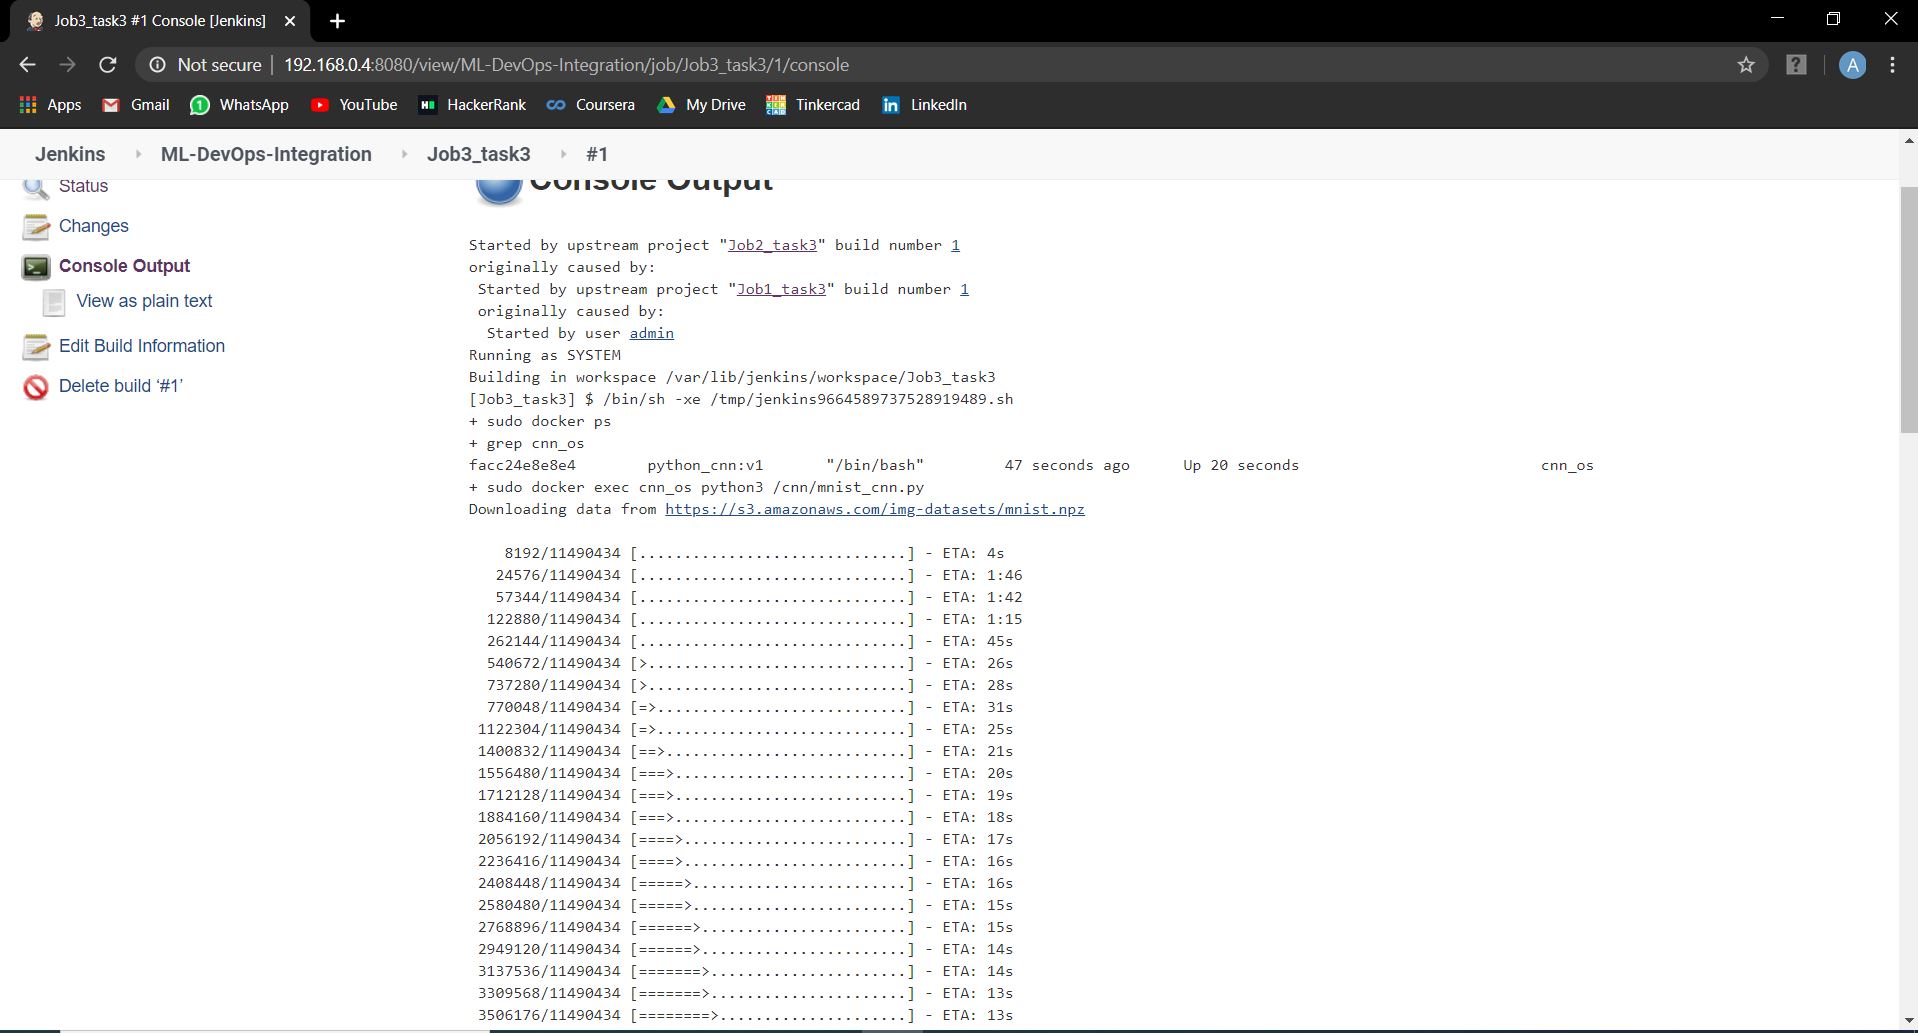 Job3_task3 #1 Console [Jenkins]
Not secure | 192.168.0.4:8080/view/ML-DevOps-Integration/job/Job3_task3/1/console
A
Apps Gmail 1 WhatsApp YouTube HackerRank Coursera My Drive Tinkercad in LinkedIn
Jenkins ML-DevOps-Integration Job3_task3 #1
Status
Changes
Console Output
View as plain text
Edit Build Information
Delete build ‘#1’
Console Output
Started by upstream project "Job2_task3" build number 1
originally caused by:
Started by upstream project "Job1_task3" build number 1
originally caused by:
Started by user admin
Running as SYSTEM
Building in workspace /var/lib/jenkins/workspace/Job3_task3
[Job3_task3] $ /bin/sh -xe /tmp/jenkins9664589737528919489.sh
+ sudo docker ps
+ grep cnn_os
facc24e8e8e4 python_cnn:v1 "/bin/bash" 47 seconds ago Up 20 seconds cnn_os
+ sudo docker exec cnn_os python3 /cnn/mnist_cnn.py
Downloading data from https://s3.amazonaws.com/img-datasets/mnist.npz
8192/11490434 [..............................] - ETA: 4s
24576/11490434 [..............................] - ETA: 1:46
57344/11490434 [..............................] - ETA: 1:42
122880/11490434 [..............................] - ETA: 1:15
262144/11490434 [..............................] - ETA: 45s
540672/11490434 [>.............................] - ETA: 26s
737280/11490434 [>.............................] - ETA: 28s
770048/11490434 [=>............................] - ETA: 31s
1122304/11490434 [=>............................] - ETA: 25s
1400832/11490434 [==>...........................] - ETA: 21s
1556480/11490434 [===>..........................] - ETA: 20s
1712128/11490434 [===>..........................] - ETA: 19s
1884160/11490434 [===>..........................] - ETA: 18s
2056192/11490434 [====>.........................] - ETA: 17s
2236416/11490434 [====>.........................] - ETA: 16s
2408448/11490434 [=====>........................] - ETA: 16s
2580480/11490434 [=====>........................] - ETA: 15s
2768896/11490434 [======>.......................] - ETA: 15s
2949120/11490434 [======>.......................] - ETA: 14s
3137536/11490434 [=======>......................] - ETA: 14s
3309568/11490434 [=======>......................] - ETA: 13s
3506176/11490434 [========>.....................] - ETA: 13s